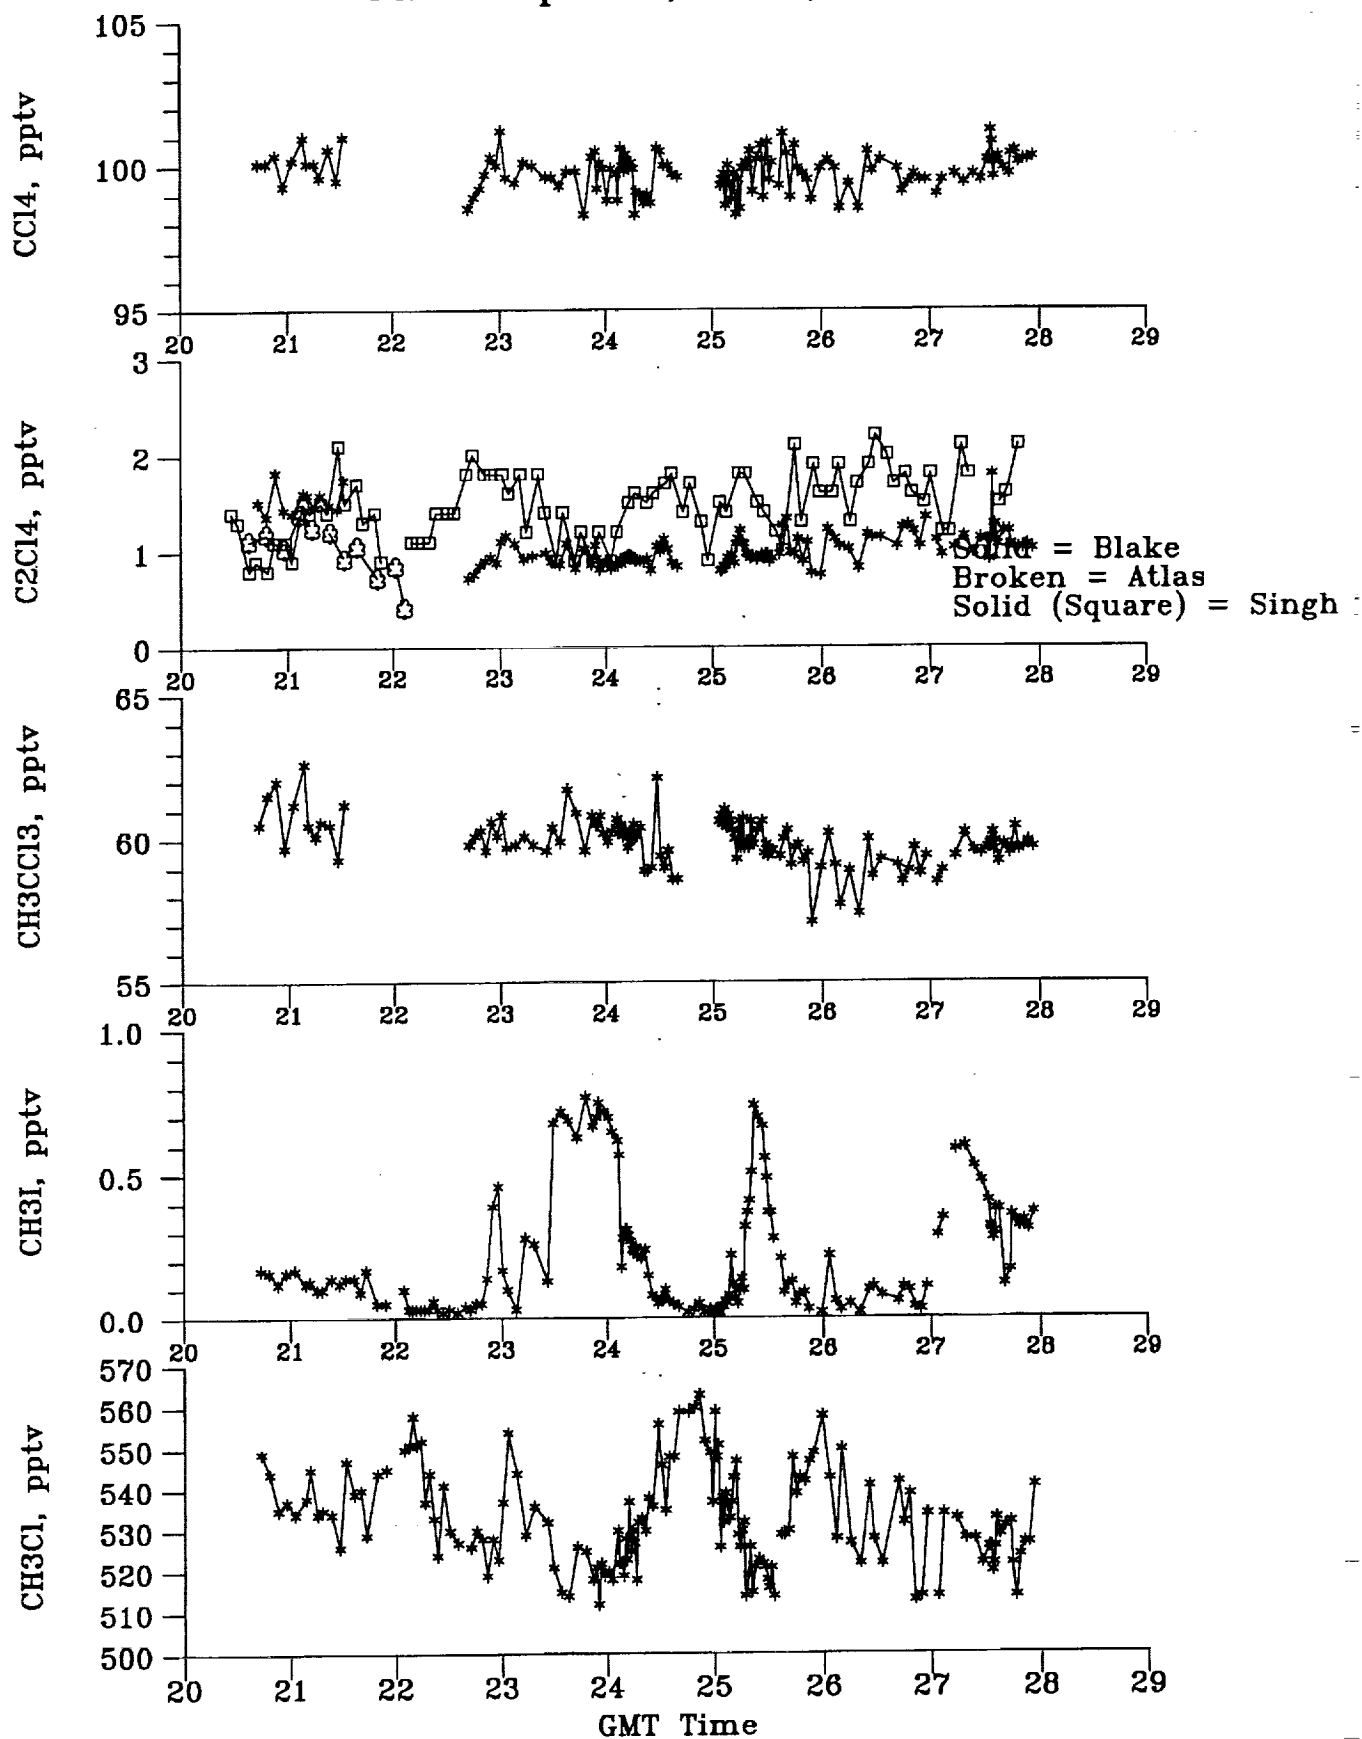 105
100
95
CCl4, pptv
20 21 22 23 24 25 26 27 28 29
3
2
1
0
C2Cl4, pptv
Solid = Blake
Broken = Atlas
Solid (Square) = Singh
20 21 22 23 24 25 26 27 28 29
65
60
55
CH3CCl3, pptv
20 21 22 23 24 25 26 27 28 29
1.0
0.5
0.0
CH3I, pptv
20 21 22 23 24 25 26 27 28 29
570
560
550
540
530
520
510
500
CH3Cl, pptv
20 21 22 23 24 25 26 27 28 29
GMT Time